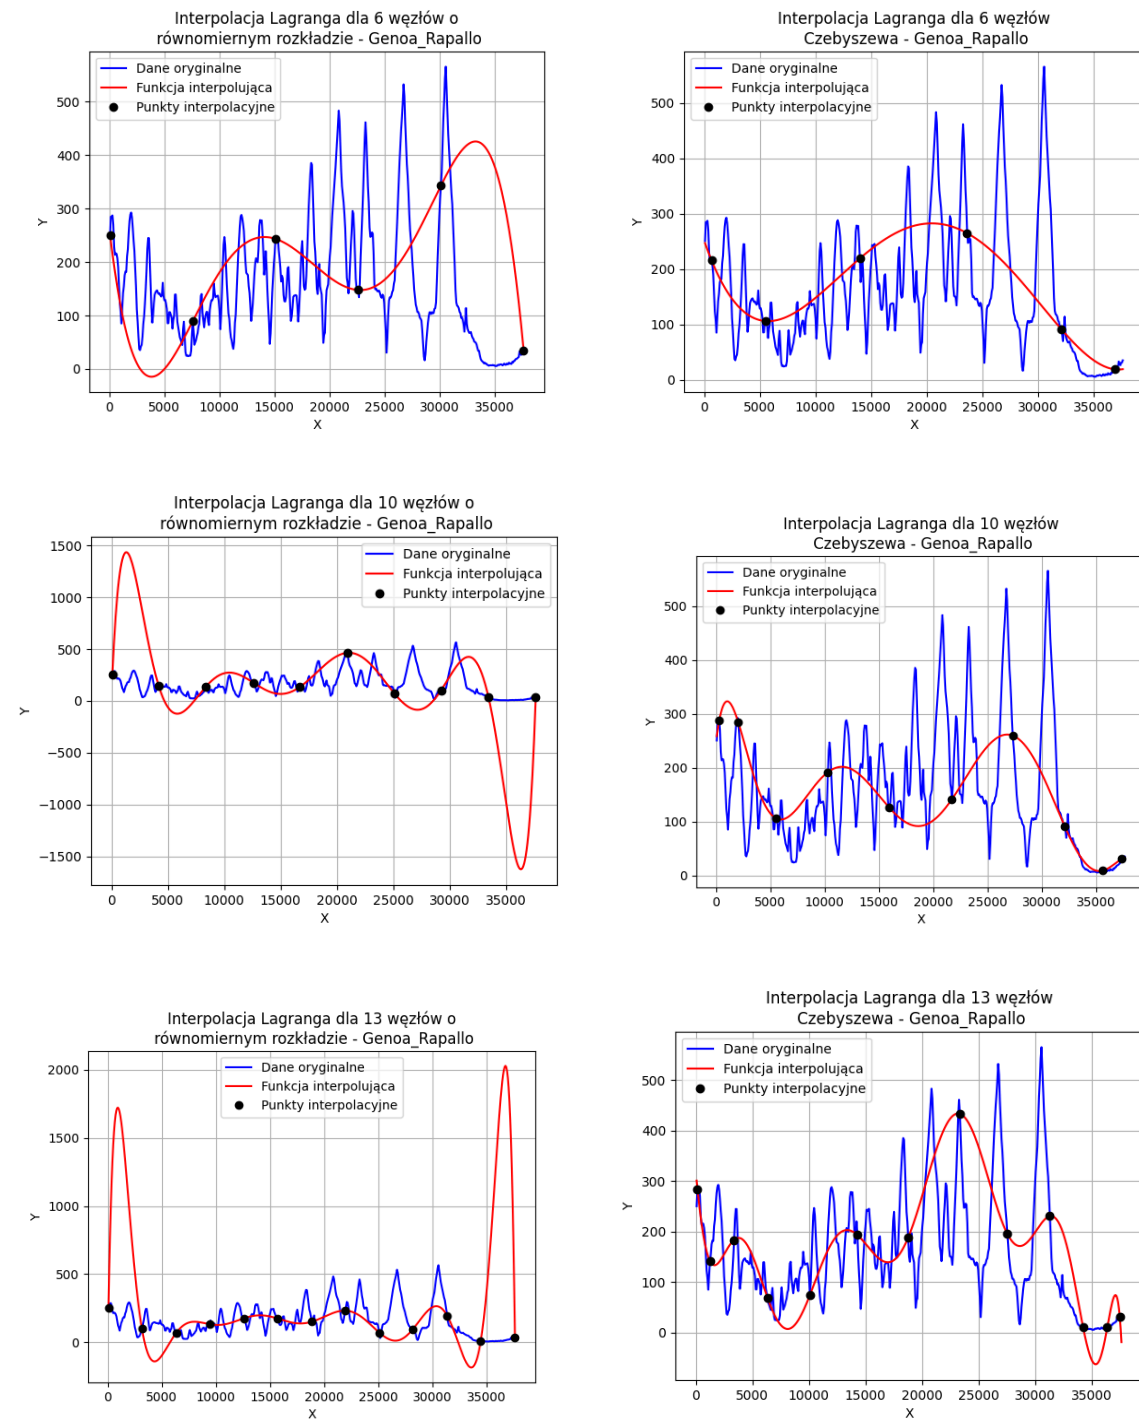 Interpolacja Lagranga dla 6 węzłów o
równomiernym rozkładzie - Genoa_Rapallo
Dane oryginalne
Funkcja interpolująca
Punkty interpolacyjne
500
400
300
200
100
0
Y
0 5000 10000 15000 20000 25000 30000 35000
X
Interpolacja Lagranga dla 6 węzłów
Czebyszewa - Genoa_Rapallo
Dane oryginalne
Funkcja interpolująca
Punkty interpolacyjne
500
400
300
200
100
0
Y
0 5000 10000 15000 20000 25000 30000 35000
X
Interpolacja Lagranga dla 10 węzłów o
równomiernym rozkładzie - Genoa_Rapallo
Dane oryginalne
Funkcja interpolująca
Punkty interpolacyjne
1500
1000
500
0
−500
−1000
−1500
Y
0 5000 10000 15000 20000 25000 30000 35000
X
Interpolacja Lagranga dla 10 węzłów
Czebyszewa - Genoa_Rapallo
Dane oryginalne
Funkcja interpolująca
Punkty interpolacyjne
500
400
300
200
100
0
Y
0 5000 10000 15000 20000 25000 30000 35000
X
Interpolacja Lagranga dla 13 węzłów o
równomiernym rozkładzie - Genoa_Rapallo
Dane oryginalne
Funkcja interpolująca
Punkty interpolacyjne
2000
1500
1000
500
0
Y
0 5000 10000 15000 20000 25000 30000 35000
X
Interpolacja Lagranga dla 13 węzłów
Czebyszewa - Genoa_Rapallo
Dane oryginalne
Funkcja interpolująca
Punkty interpolacyjne
500
400
300
200
100
0
Y
0 5000 10000 15000 20000 25000 30000 35000
X